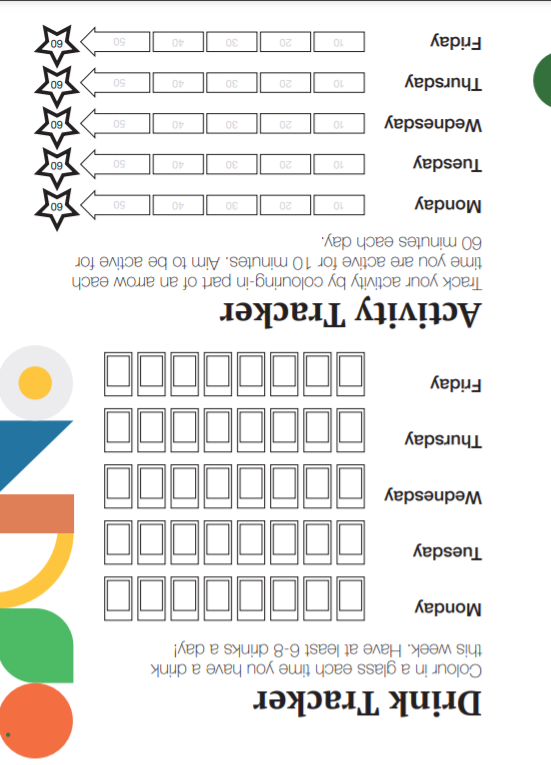 Drink Tracker
Colour in a glass each time you have a drink
this week. Have at least 6-8 drinks a day!
Monday
Tuesday
Wednesday
Thursday
Friday
Activity Tracker
Track your activity by colouring-in part of an arrow each
time you are active for 10 minutes. Aim to be active for
60 minutes each day.
Monday 10 20 30 40 50 60
Tuesday 10 20 30 40 50 60
Wednesday 10 20 30 40 50 60
Thursday 10 20 30 40 50 60
Friday 10 20 30 40 50 60